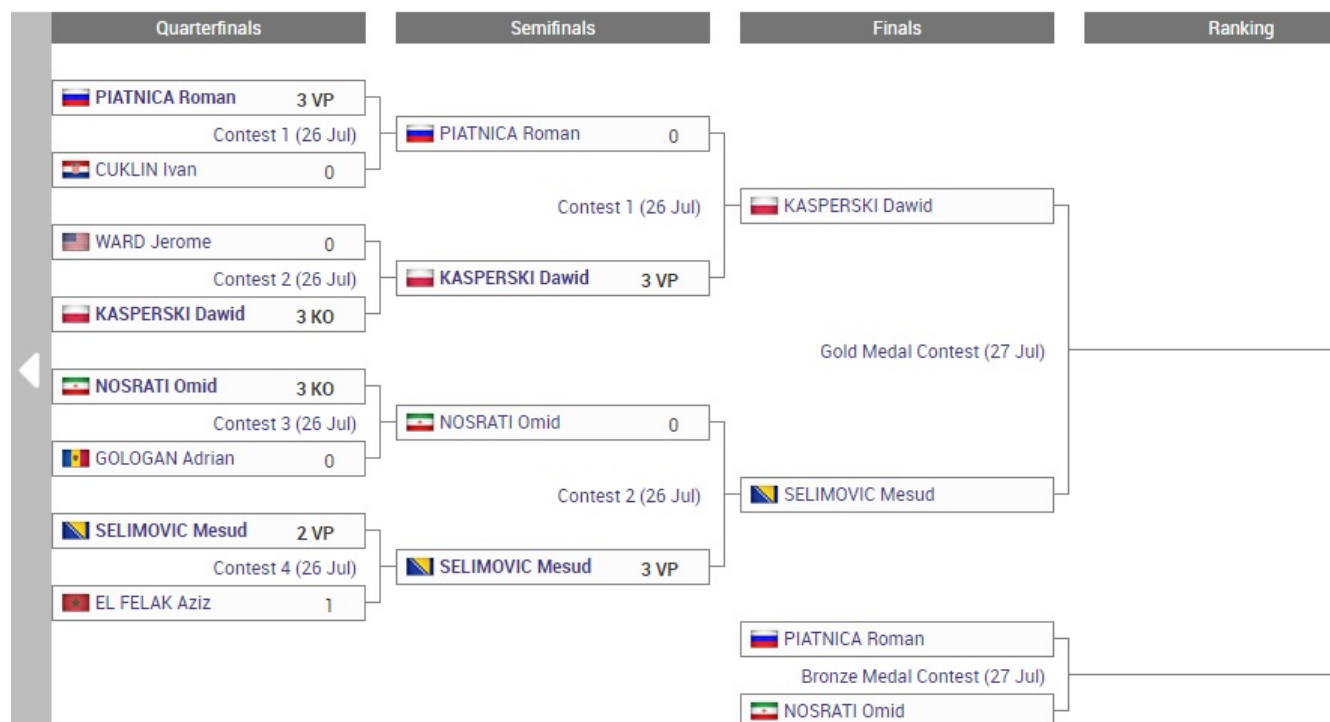 Quarterfinals
Semifinals
Finals
Ranking
PIATNICA Roman 3 VP
Contest 1 (26 Jul)
CUKLIN Ivan 0
WARD Jerome 0
Contest 2 (26 Jul)
KASPERSKI Dawid 3 KO
NOSRATI Omid 3 KO
Contest 3 (26 Jul)
GOLOGAN Adrian 0
SELIMOVIC Mesud 2 VP
Contest 4 (26 Jul)
EL FELAK Aziz 1
PIATNICA Roman 0
Contest 1 (26 Jul)
KASPERSKI Dawid 3 VP
NOSRATI Omid 0
Contest 2 (26 Jul)
SELIMOVIC Mesud 3 VP
KASPERSKI Dawid
Gold Medal Contest (27 Jul)
SELIMOVIC Mesud
PIATNICA Roman
Bronze Medal Contest (27 Jul)
NOSRATI Omid